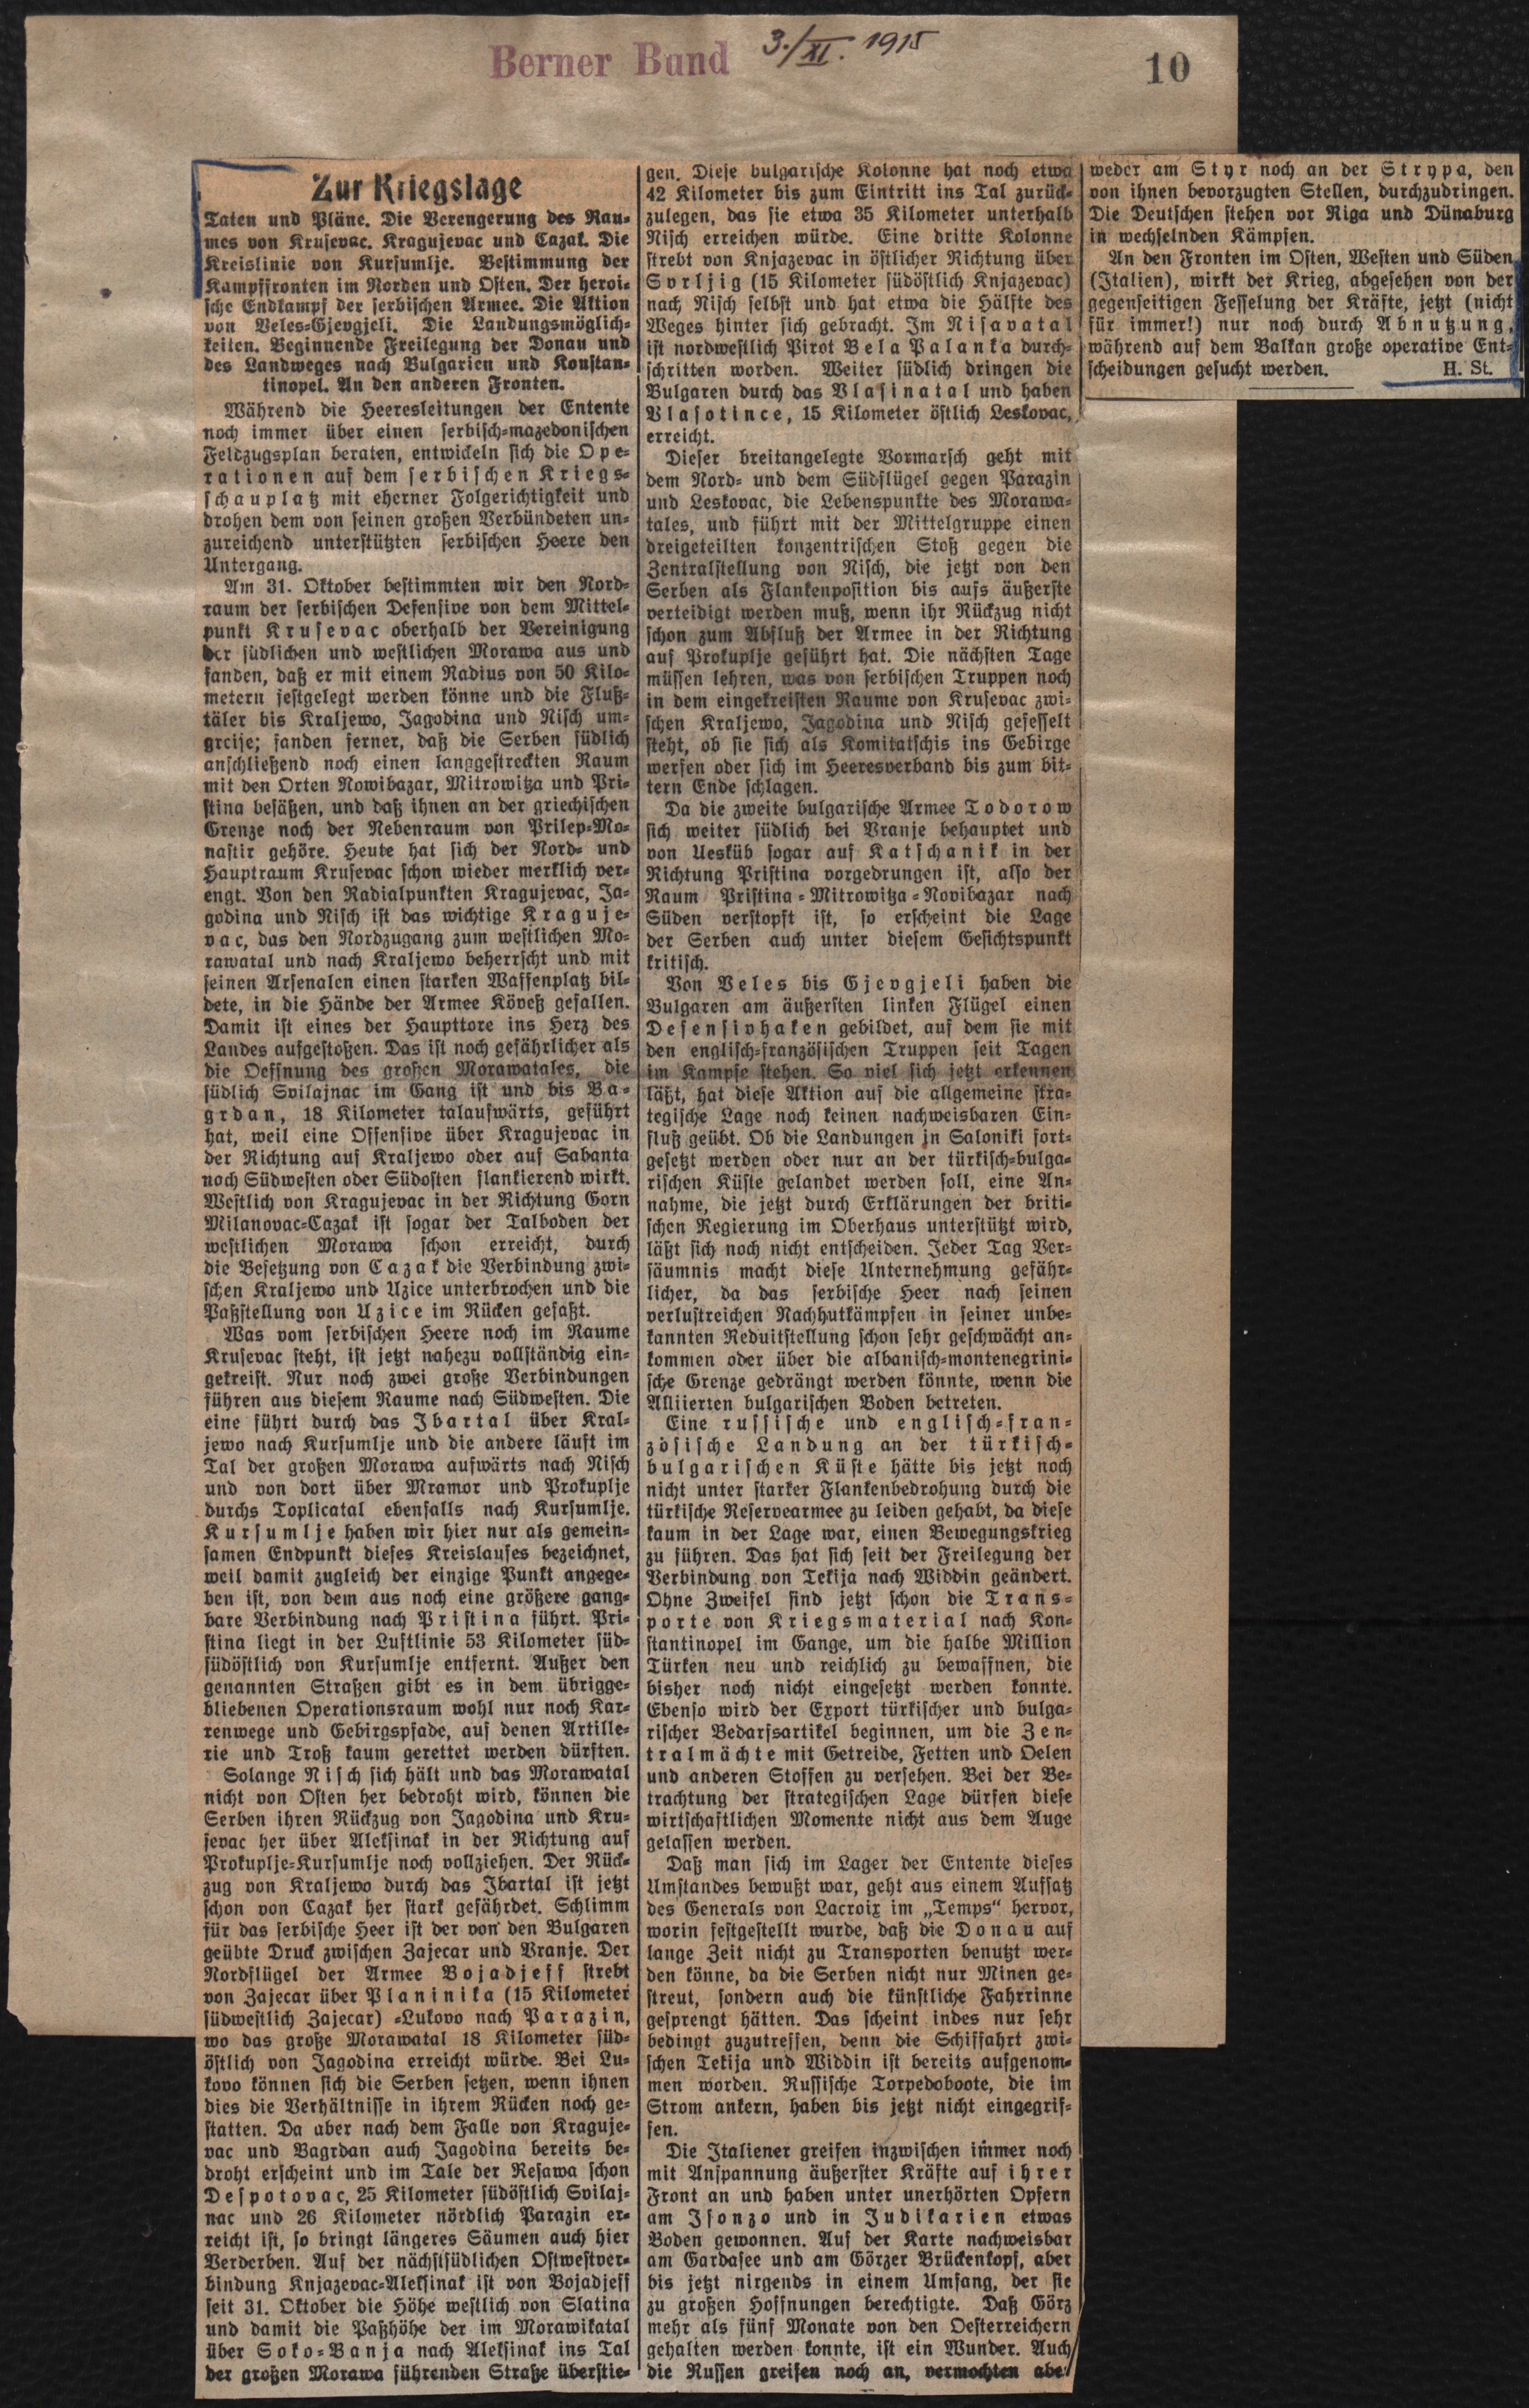 Berner Bund 3./XI. 1915
10
Zur Kriegslage
Taten und Pläne. Die Verengerung des Rau-
mes von Krusevac. Kragujevac und Cazak. Die
Kreislinie von Kursumlje. Bestimmung der
Kampffronten im Norden und Osten. Der heroi-
sche Endkampf der serbischen Armee. Die Aktion
von Veles-Gjevgjeli. Die Landungsmöglich-
keiten. Beginnende Freilegung der Donau und
des Landweges nach Bulgarien und Konstan-
tinopel. An den anderen Fronten.
Während die Heeresleitungen der Entente
noch immer über einen serbisch-mazedonischen
Feldzugsplan beraten, entwickeln sich die Ope-
rationen auf dem serbischen Kriegs-
schauplatz mit eherner Folgerichtigkeit und
drohen dem von seinen großen Verbündeten un-
zureichend unterstützten serbischen Heere den
Untergang.
Am 31. Oktober bestimmten wir den Nord-
raum der serbischen Defensive von dem Mittel-
punkt Krusevac oberhalb der Vereinigung
der südlichen und westlichen Morawa aus und
fanden, daß er mit einem Radius von 50 Kilo-
metern festgelegt werden könne und die Fluß-
täler bis Kraljewo, Jagodina und Nisch um-
greife; fanden ferner, daß die Serben südlich
anschließend noch einen langgestreckten Raum
mit den Orten Nowibazar, Mitrowitza und Pri-
stina besäßen, und daß ihnen an der griechischen
Grenze noch der Nebenraum von Prilep-Mo-
nastir gehöre. Heute hat sich der Nord- und
Hauptraum Krusevac schon wieder merklich ver-
engt. Von den Radialpunkten Kragujevac, Ja-
godina und Nisch ist das wichtige Kraguje-
vac, das den Nordzugang zum westlichen Mo-
rawatal und nach Kraljewo beherrscht und mit
seinen Arsenalen einen starken Waffenplatz bil-
dete, in die Hände der Armee Köveß gefallen.
Damit ist eines der Haupttore ins Herz des
Landes aufgestoßen. Das ist noch gefährlicher als
die Oeffnung des großen Morawatales, die
südlich Svilajnac im Gang ist und bis Ba-
grdan, 18 Kilometer talaufwärts, geführt
hat, weil eine Offensive über Kragujevac in
der Richtung auf Kraljewo oder auf Sabanta
noch Südwesten oder Südosten flankierend wirkt.
Westlich von Kragujevac in der Richtung Gorn
Milanovac-Cazak ist sogar der Talboden der
westlichen Morawa schon erreicht, durch
die Besetzung von Cazak die Verbindung zwi-
schen Kraljewo und Uzice unterbrochen und die
Paßstellung von Uzice im Rücken gefaßt.
Was vom serbischen Heere noch im Raume
Krusevac steht, ist jetzt nahezu vollständig ein-
gekreist. Nur noch zwei große Verbindungen
führen aus diesem Raume nach Südwesten. Die
eine führt durch das Ibartal über Kral-
jewo nach Kursumlje und die andere läuft im
Tal der großen Morawa aufwärts nach Nisch
und von dort über Mramor und Prokuplje
durchs Toplicatal ebenfalls nach Kursumlje.
Kursumlje haben wir hier nur als gemein-
samen Endpunkt dieses Kreislaufes bezeichnet,
weil damit zugleich der einzige Punkt angege-
ben ist, von dem aus noch eine größere gang-
bare Verbindung nach Pristina führt. Pri-
stina liegt in der Luftlinie 53 Kilometer süd-
südöstlich von Kursumlje entfernt. Außer den
genannten Straßen gibt es in dem übrigge-
bliebenen Operationsraum wohl nur noch Kar-
renwege und Gebirgspfade, auf denen Artille-
rie und Troß kaum gerettet werden dürften.
Solange Nisch sich hält und das Morawatal
nicht von Osten her bedroht wird, können die
Serben ihren Rückzug von Jagodina und Kru-
sevac her über Aleksinak in der Richtung auf
Prokuplje-Kursumlje noch vollziehen. Der Rück-
zug von Kraljewo durch das Ibartal ist jetzt
schon von Cazak her stark gefährdet. Schlimm
für das serbische Heer ist der von den Bulgaren
geübte Druck zwischen Zajecar und Vranje. Der
Nordflügel der Armee Bojadjeff strebt
von Zajecar über Planinika (15 Kilometer
südwestlich Zajecar) -Lukovo nach Parazin,
wo das große Morawatal 18 Kilometer süd-
östlich von Jagodina erreicht würde. Bei Lu-
kovo können sich die Serben setzen, wenn ihnen
dies die Verhältnisse in ihrem Rücken noch ge-
statten. Da aber nach dem Falle von Kraguje-
vac und Bagrdan auch Jagodina bereits be-
droht erscheint und im Tale der Resawa schon
Despotovac, 25 Kilometer südöstlich Svilaj-
nac und 26 Kilometer nördlich Parazin er-
reicht ist, so bringt längeres Säumen auch hier
Verderben. Auf der nächstsüdlichen Ostwestver-
bindung Knjazevac-Aleksinak ist von Bojadjeff
seit 31. Oktober die Höhe westlich von Slatina
und damit die Paßhöhe der im Morawikatal
über Soko-Banja nach Aleksinak ins Tal
der großen Morawa führenden Straße überstie-
gen. Diese bulgarische Kolonne hat noch etwa
42 Kilometer bis zum Eintritt ins Tal zurück-
zulegen, das sie etwa 35 Kilometer unterhalb
Nisch erreichen würde. Eine dritte Kolonne
strebt von Knjazevac in östlicher Richtung über
Svrljig (15 Kilometer südöstlich Knjazevac)
nach Nisch selbst und hat etwa die Hälfte des
Weges hinter sich gebracht. Im Nisavatal
ist nordwestlich Pirot Bela Palanka durch-
schritten worden. Weiter südlich dringen die
Bulgaren durch das Vlasinatal und haben
Vlasotince, 15 Kilometer östlich Leskovac,
erreicht.
Dieser breitangelegte Vormarsch geht mit
dem Nord- und dem Südflügel gegen Parazin
und Leskovac, die Lebenspunkte des Morawa-
tales, und führt mit der Mittelgruppe einen
dreigeteilten konzentrischen Stoß gegen die
Zentralstellung von Nisch, die jetzt von den
Serben als Flankenposition bis aufs äußerste
verteidigt werden muß, wenn ihr Rückzug nicht
schon zum Abfluß der Armee in der Richtung
auf Prokuplje geführt hat. Die nächsten Tage
müssen lehren, was von serbischen Truppen noch
in dem eingekreisten Raume von Krusevac zwi-
schen Kraljewo, Jagodina und Nisch gefesselt
steht, ob sie sich als Komitatschis ins Gebirge
werfen oder sich im Heeresverband bis zum bit-
tern Ende schlagen.
Da die zweite bulgarische Armee Todorow
sich weiter südlich bei Vranje behauptet und
von Uesküb sogar auf Katschanik in der
Richtung Pristina vorgedrungen ist, also der
Raum Pristina-Mitrowitza-Novibazar nach
Süden verstopft ist, so erscheint die Lage
der Serben auch unter diesem Gesichtspunkt
kritisch.
Von Veles bis Gjevgjeli haben die
Bulgaren am äußersten linken Flügel einen
Defensivhaken gebildet, auf dem sie mit
den englisch-französischen Truppen seit Tagen
im Kampfe stehen. So viel sich jetzt erkennen
läßt, hat diese Aktion auf die allgemeine stra-
tegische Lage noch keinen nachweisbaren Ein-
fluß geübt. Ob die Landungen in Saloniki fort-
gesetzt werden oder nur an der türkisch-bulga-
rischen Küste gelandet werden soll, eine An-
nahme, die jetzt durch Erklärungen der briti-
schen Regierung im Oberhaus unterstützt wird,
läßt sich noch nicht entscheiden. Jeder Tag Ver-
säumnis macht diese Unternehmung gefähr-
licher, da das serbische Heer nach seinen
verlustreichen Nachhutkämpfen in seiner unbe-
kannten Reduitstellung schon sehr geschwächt an-
kommen oder über die albanisch-montenegrini-
sche Grenze gedrängt werden könnte, wenn die
Alliierten bulgarischen Boden betreten.
Eine russische und englisch-fran-
zösische Landung an der türkisch-
bulgarischen Küste hätte bis jetzt noch
nicht unter starker Flankenbedrohung durch die
türkische Reservearmee zu leiden gehabt, da diese
kaum in der Lage war, einen Bewegungskrieg
zu führen. Das hat sich seit der Freilegung der
Verbindung von Tekija nach Widdin geändert.
Ohne Zweifel sind jetzt schon die Trans-
porte von Kriegsmaterial nach Kon-
stantinopel im Gange, um die halbe Million
Türken neu und reichlich zu bewaffnen, die
bisher noch nicht eingesetzt werden konnte.
Ebenso wird der Export türkischer und bulga-
rischer Bedarfsartikel beginnen, um die Zen-
tralmächte mit Getreide, Fetten und Oelen
und anderen Stoffen zu versehen. Bei der Be-
trachtung der strategischen Lage dürfen diese
wirtschaftlichen Momente nicht aus dem Auge
gelassen werden.
Daß man sich im Lager der Entente dieses
Umstandes bewußt war, geht aus einem Aufsatz
des Generals von Lacroix im „Temps“ hervor,
worin festgestellt wurde, daß die Donau auf
lange Zeit nicht zu Transporten benutzt wer-
den könne, da die Serben nicht nur Minen ge-
streut, sondern auch die künstliche Fahrrinne
gesprengt hätten. Das scheint indes nur sehr
bedingt zuzutreffen, denn die Schiffahrt zwi-
schen Tekija und Widdin ist bereits aufgenom-
men worden. Russische Torpedoboote, die im
Strom ankern, haben bis jetzt nicht eingegrif-
fen.
Die Italiener greifen inzwischen immer noch
mit Anspannung äußerster Kräfte auf ihrer
Front an und haben unter unerhörten Opfern
am Isonzo und in Judikarien etwas
Boden gewonnen. Auf der Karte nachweisbar
am Gardasee und am Görzer Brückenkopf, aber
bis jetzt nirgends in einem Umfang, der sie
zu großen Hoffnungen berechtigte. Daß Görz
mehr als fünf Monate von den Oesterreichern
gehalten werden konnte, ist ein Wunder. Auch
die Russen greifen noch an, vermochten aber
weder am Styr noch an der Strypa, den
von ihnen bevorzugten Stellen, durchzudringen.
Die Deutschen stehen vor Riga und Dünaburg
in wechselnden Kämpfen.
An den Fronten im Osten, Westen und Süden
(Italien), wirkt der Krieg, abgesehen von der
gegenseitigen Fesselung der Kräfte, jetzt (nicht
für immer!) nur noch durch Abnutzung,
während auf dem Balkan große operative Ent-
scheidungen gesucht werden. H. St.